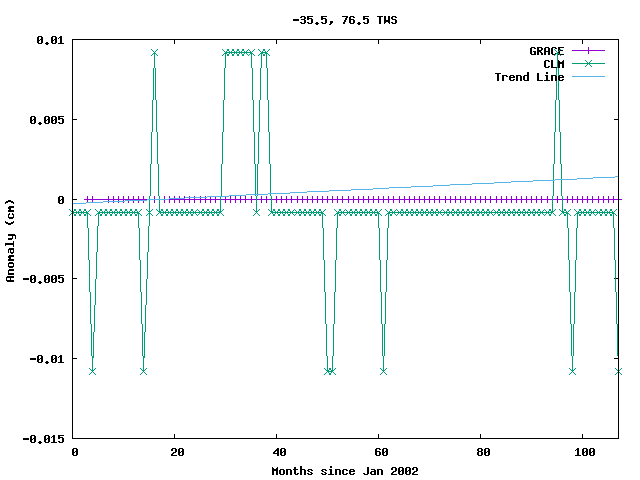 -35.5, 76.5 TWS
GRACE
CLM
Trend Line
0.01
0.005
0
-0.005
-0.01
-0.015
Anomaly (cm)
0 20 40 60 80 100
Months since Jan 2002